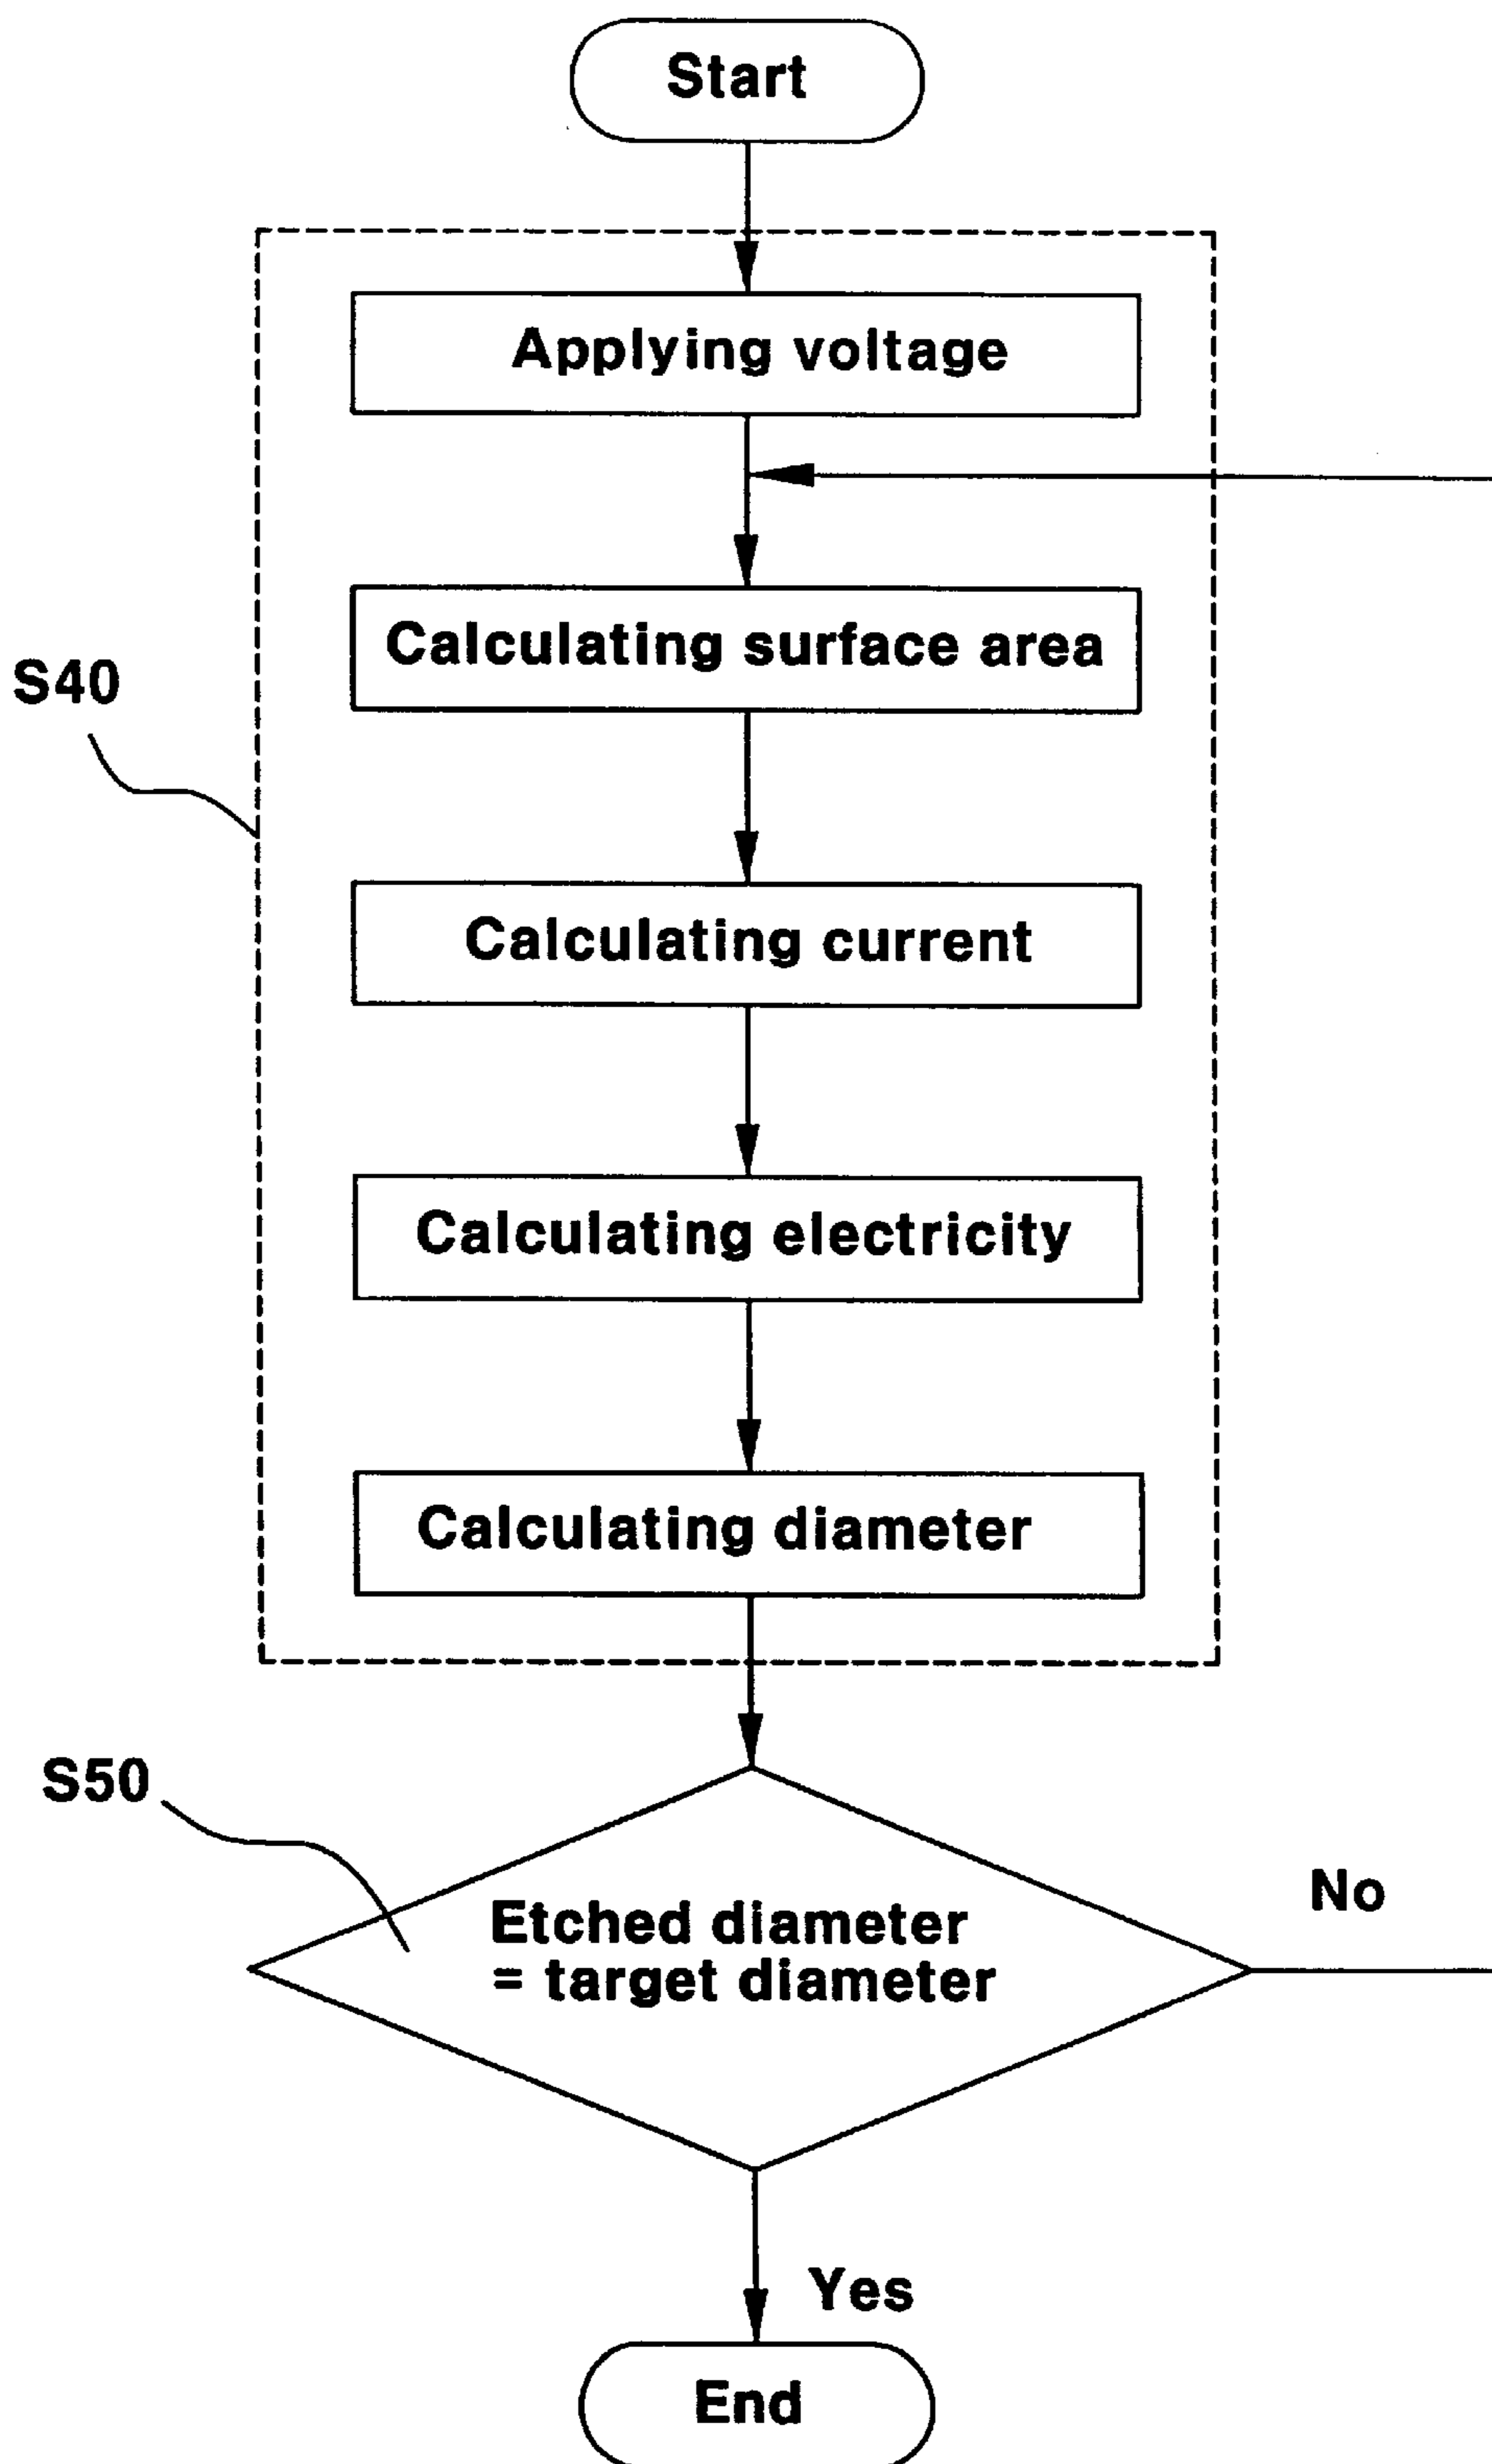 Start
Applying voltage
Calculating surface area
S40
Calculating current
Calculating electricity
Calculating diameter
S50
No
Etched diameter
= target diameter
Yes
End